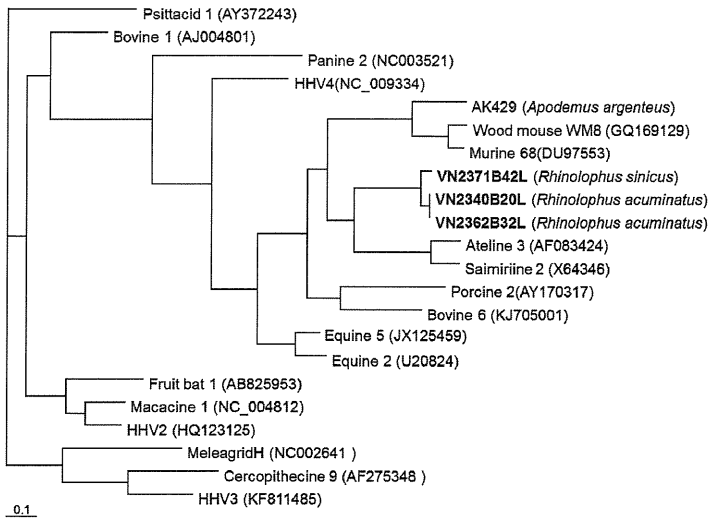 Psittacid 1 (AY372243)
Bovine 1 (AJ004801)
Panine 2 (NC003521)
HHV4(NC_009334)
AK429 (Apodemus argenteus)
Wood mouse WM8 (GQ169129)
Murine 68(DU97553)
VN2371B42L (Rhinolophus sinicus)
VN2340B20L (Rhinolophus acuminatus)
VN2362B32L (Rhinolophus acuminatus)
Ateline 3 (AF083424)
Saimiriine 2 (X64346)
Porcine 2(AY170317)
Bovine 6 (KJ705001)
Equine 5 (JX125459)
Equine 2 (U20824)
Fruit bat 1 (AB825953)
Macacine 1 (NC_004812)
HHV2 (HQ123125)
MeleagridH (NC002641 )
Cercopithecine 9 (AF275348 )
HHV3 (KF811485)
0.1